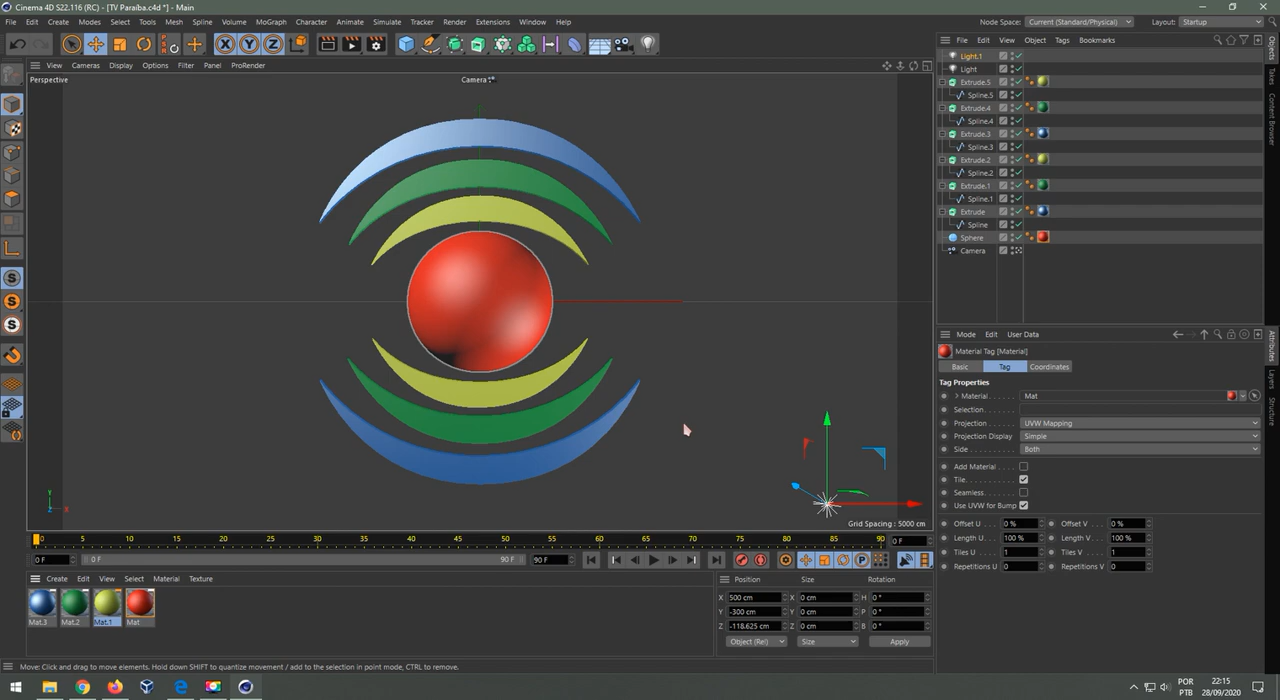 Cinema 4D S22.116 (RC) - [TV Paraíba.c4d *] - Main
File Edit Create Modes Select Tools Mesh Spline Volume MoGraph Character Animate Simulate Tracker Render Extensions Window Help
Node Space: Current (Standard/Physical) Layout: Startup
View Cameras Display Options Filter Panel ProRender
Perspective
Camera
Grid Spacing : 5000 cm
File Edit View Object Tags Bookmarks
Light.1
Light
Extrude.5
Spline.5
Extrude.4
Spline.4
Extrude.3
Spline.3
Extrude.2
Spline.2
Extrude.1
Spline.1
Extrude
Spline
Sphere
Camera
Objects
Takes
Content Browser
Mode Edit User Data
Material Tag [Material]
Basic Tag Coordinates
Tag Properties
Material Mat
Selection
Projection UVW Mapping
Projection Display Simple
Side Both
Add Material
Tile
Seamless
Use UVW for Bump
Offset U 0 % Offset V 0 %
Length U 100 % Length V 100 %
Tiles U 1 Tiles V 1
Repetitions U 0 Repetitions V 0
Attributes
Layers
Structure
0 5 10 15 20 25 30 35 40 45 50 55 60 65 70 75 80 85 90 0 F
0 F 0 F 90 F 90 F
Create Edit View Select Material Texture
Mat.3 Mat.2 Mat.1 Mat
Position Size Rotation
X 500 cm X 0 cm H 0 °
Y -300 cm Y 0 cm P 0 °
Z -118.625 cm Z 0 cm B 0 °
Object (Rel) Size Apply
Move: Click and drag to move elements. Hold down SHIFT to quantize movement / add to the selection in point mode, CTRL to remove.
POR
PTB
22:15
28/09/2020